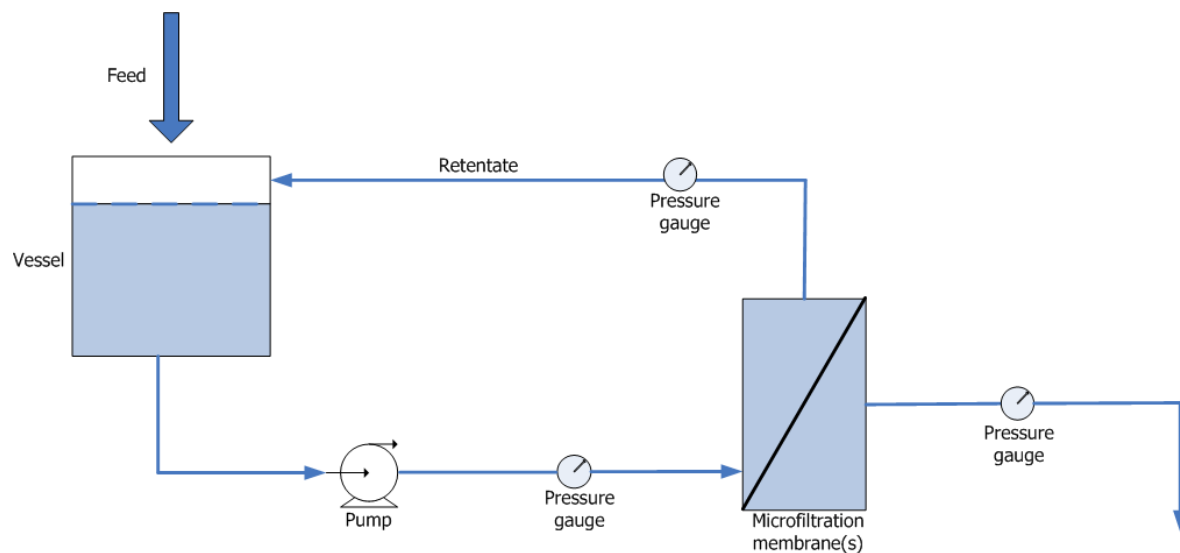 Feed
Retentate
Pressure
gauge
Vessel
Pressure
gauge
Pump
Pressure
gauge
Microfiltration
membrane(s)